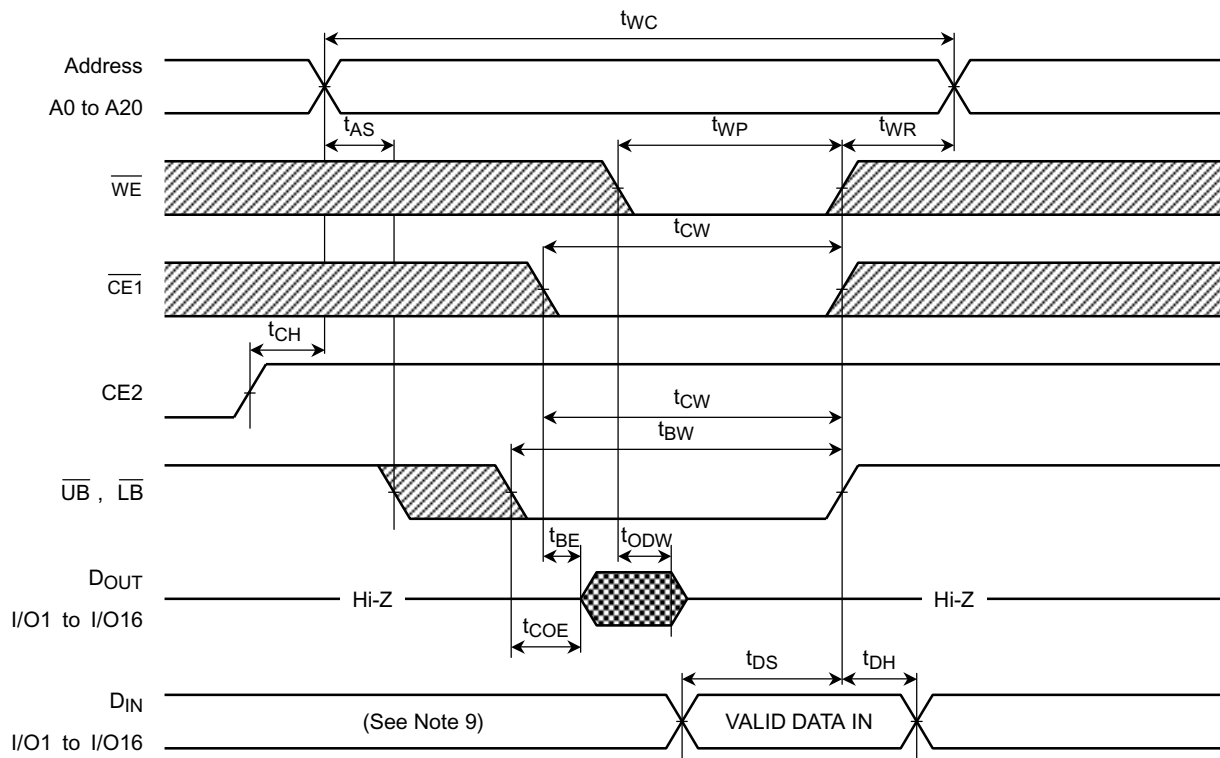 tWC
Address
A0 to A20
tAS
tWP
tWR
WE
tCW
CE1
tCH
CE2
tCW
tBW
UB , LB
tBE
tODW
DOUT
Hi-Z
Hi-Z
I/O1 to I/O16
tCOE
tDS
tDH
DIN
(See Note 9)
VALID DATA IN
I/O1 to I/O16